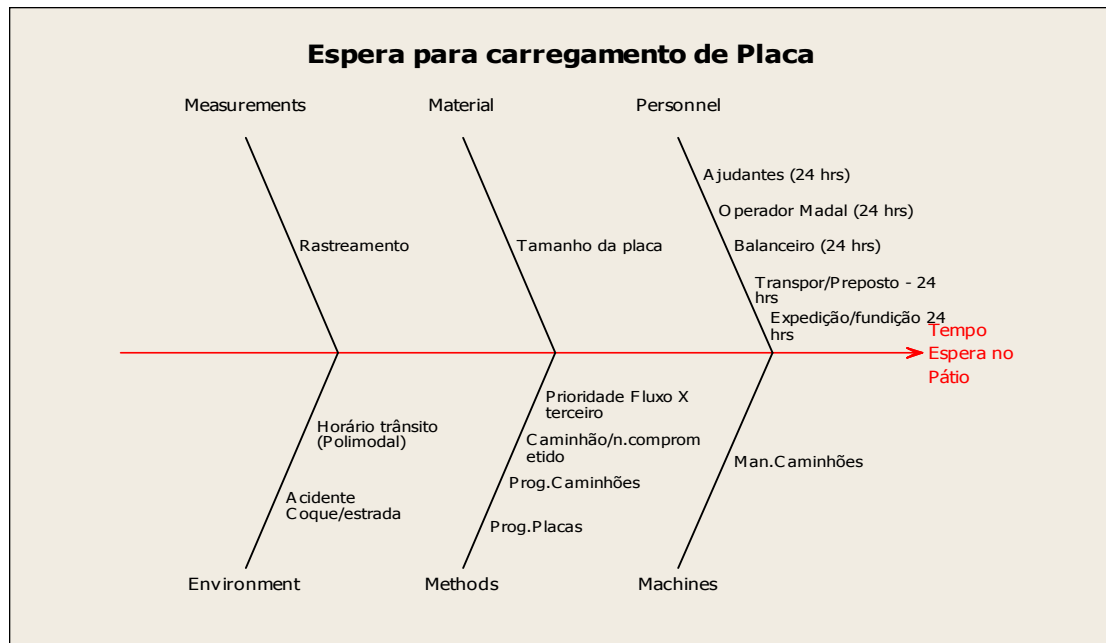 Espera para carregamento de Placa
Measurements
Material
Personnel
Ajudantes (24 hrs)
Operador Madal (24 hrs)
Rastreamento
Tamanho da placa
Balanceiro (24 hrs)
Transpor/Preposto - 24
hrs
Expedição/fundição 24
hrs
Tempo
Espera no
Pátio
Prioridade Fluxo X
terceiro
Horário trânsito
(Polimodal)
Caminhão/n.comprom
etido
Man.Caminhões
Prog.Caminhões
Acidente
Coque/estrada
Prog.Placas
Environment
Methods
Machines